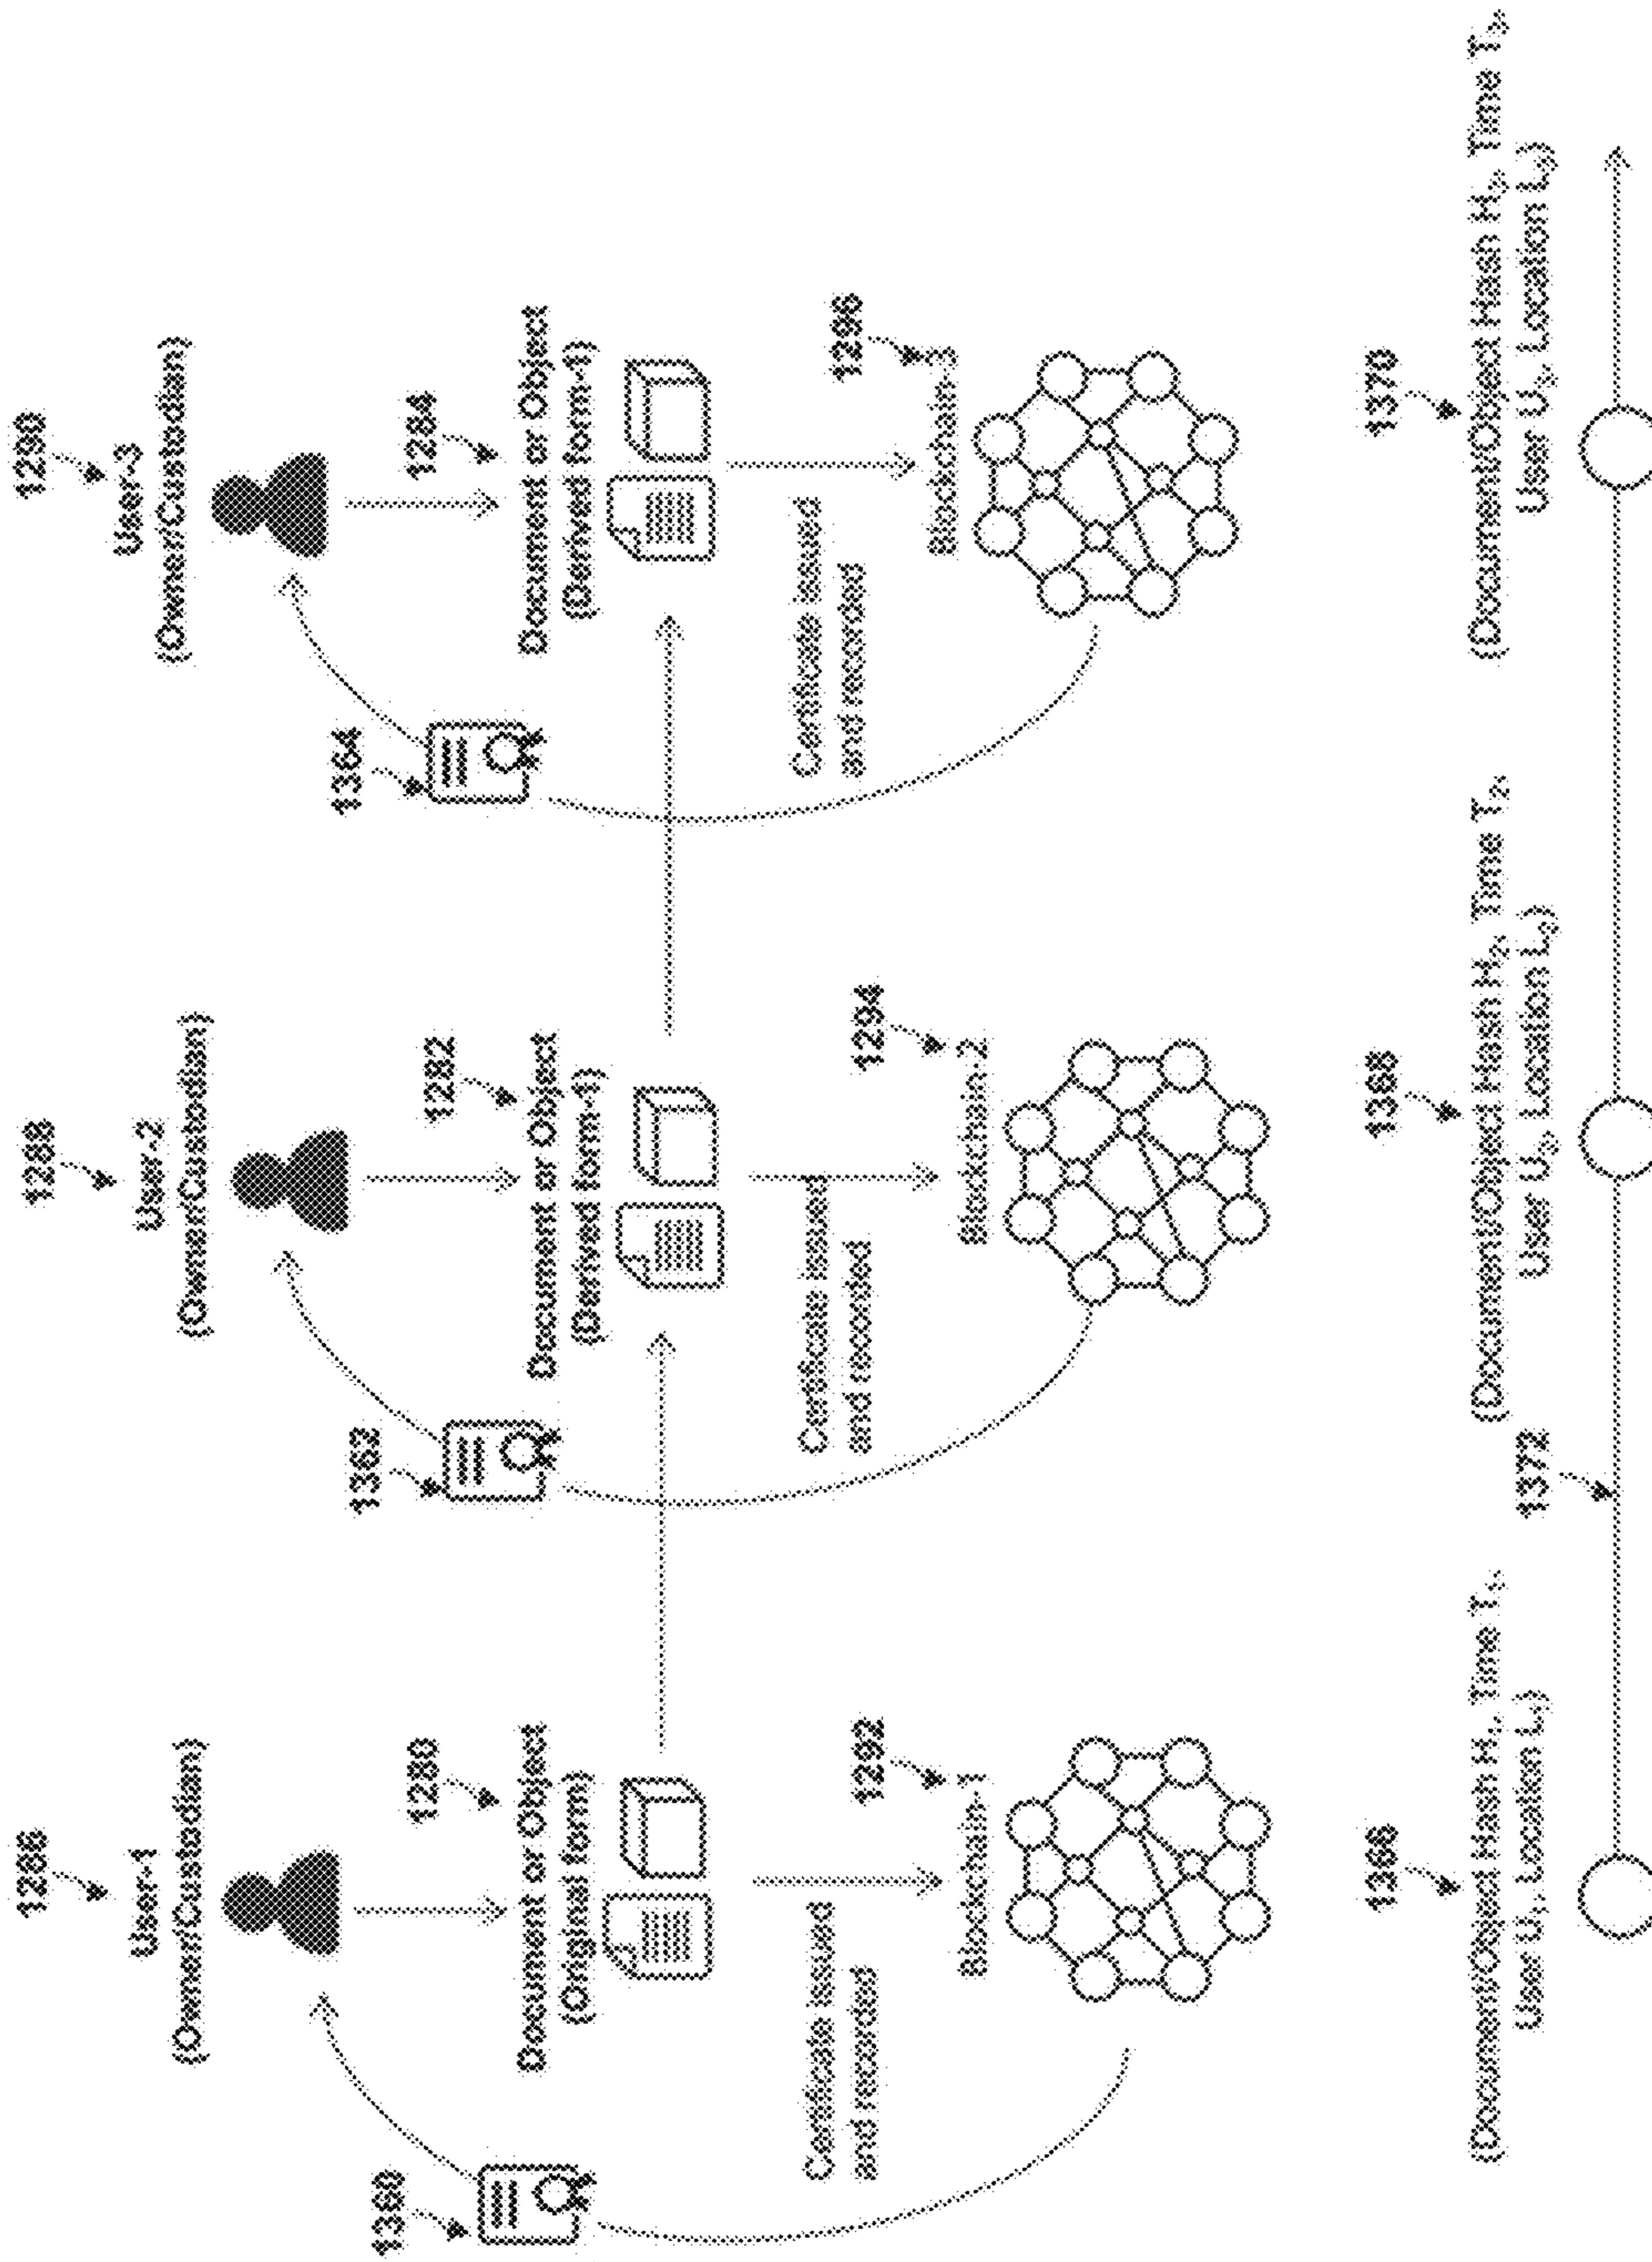 1286
User-1
(Owner/Custodian)
1288
User-2
(Owner/Custodian)
1290
User-3
(Owner/Custodian)
1360
1280
Document or Object
(Original form)
1362
1282
Document or Object
(Derived form-1)
1364
1284
Document or Object
(Derived form-1)
Certificate issued
and recorded
1292
Blockchain-1
Certificate issued
and recorded
1294
Blockchain-2
Certificate issued
and recorded
1296
Blockchain-3
1366
(Document/Object Hash H₁, Time T₁,
User U₁, Location L₁)
1372
1368
(Document/Object Hash H₂, Time T₂,
User U₂, Location L₂)
1370
(Document/Object Hash H₃, Time T₃,
User U₃, Location L₃)